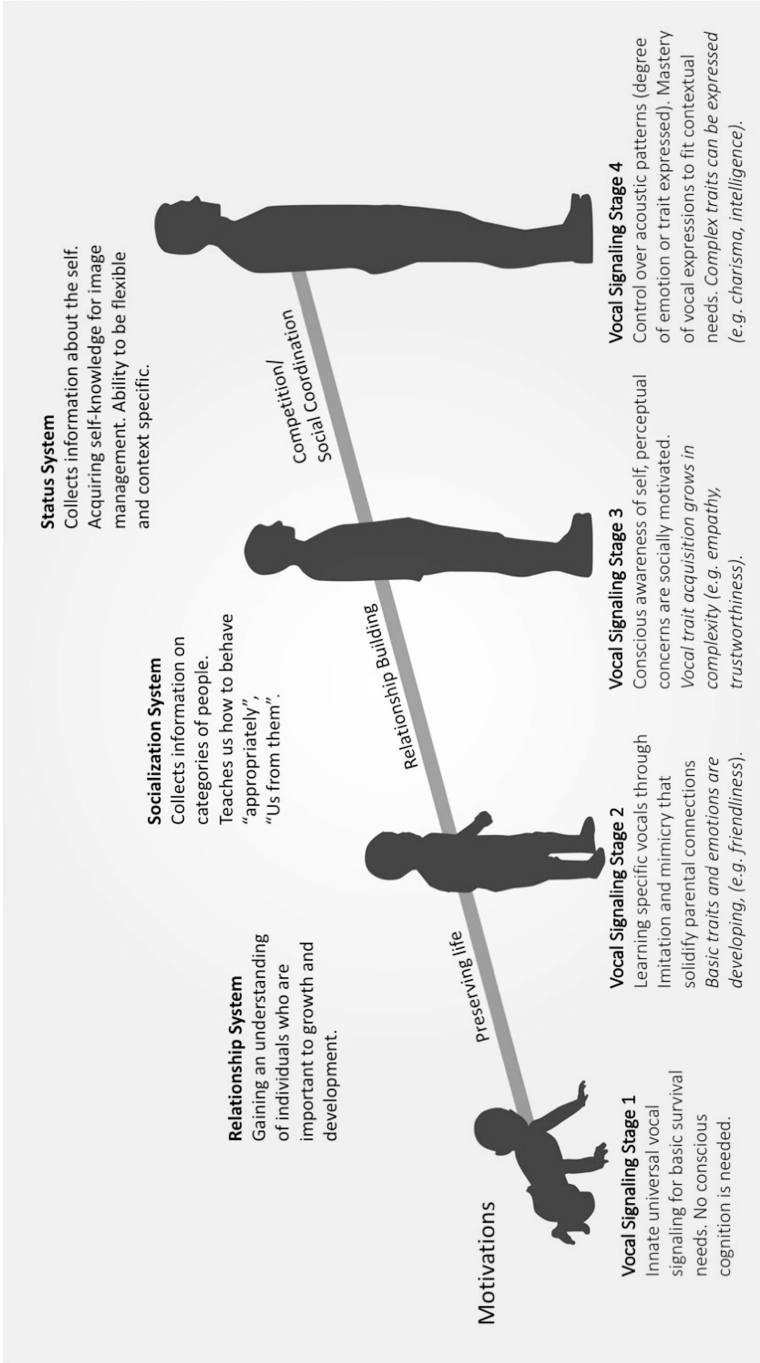 Status System
Collects information about the self.
Acquiring self-knowledge for image
management. Ability to be flexible
and context specific.
Socialization System
Collects information on
categories of people.
Teaches us how to behave
“appropriately”,
“Us from them”.
Relationship System
Gaining an understanding
of individuals who are
important to growth and
development.
Motivations
Preserving life
Relationship Building
Competition/
Social Coordination
Vocal Signaling Stage 1
Innate universal vocal
signaling for basic survival
needs. No conscious
cognition is needed.
Vocal Signaling Stage 2
Learning specific vocals through
Imitation and mimicry that
solidify parental connections
Basic traits and emotions are
developing, (e.g. friendliness).
Vocal Signaling Stage 3
Conscious awareness of self, perceptual
concerns are socially motivated.
Vocal trait acquisition grows in
complexity (e.g. empathy,
trustworthiness).
Vocal Signaling Stage 4
Control over acoustic patterns (degree
of emotion or trait expressed). Mastery
of vocal expressions to fit contextual
needs. Complex traits can be expressed
(e.g. charisma, intelligence).